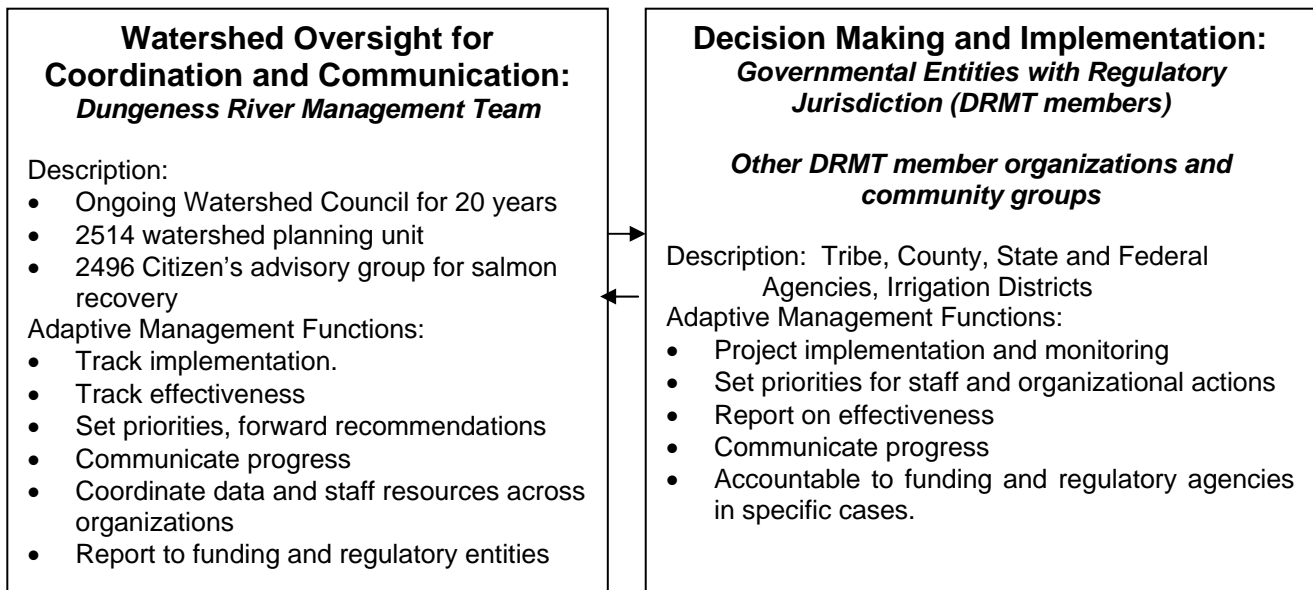 Watershed Oversight for
Coordination and Communication:
Dungeness River Management Team
Description:
• Ongoing Watershed Council for 20 years
• 2514 watershed planning unit
• 2496 Citizen's advisory group for salmon
recovery
Adaptive Management Functions:
• Track implementation.
• Track effectiveness
• Set priorities, forward recommendations
• Communicate progress
• Coordinate data and staff resources across
organizations
• Report to funding and regulatory entities
Decision Making and Implementation:
Governmental Entities with Regulatory
Jurisdiction (DRMT members)
Other DRMT member organizations and
community groups
Description: Tribe, County, State and Federal
Agencies, Irrigation Districts
Adaptive Management Functions:
• Project implementation and monitoring
• Set priorities for staff and organizational actions
• Report on effectiveness
• Communicate progress
• Accountable to funding and regulatory agencies
in specific cases.